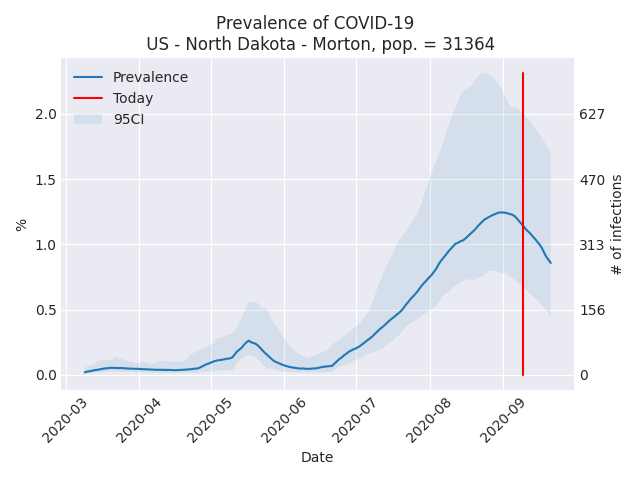 Prevalence of COVID-19
US - North Dakota - Morton, pop. = 31364
Prevalence
Today
95CI
2.0
1.5
1.0
0.5
0.0
%
627
470
313
156
0
# of infections
2020-03
2020-04
2020-05
2020-06
2020-07
2020-08
2020-09
Date